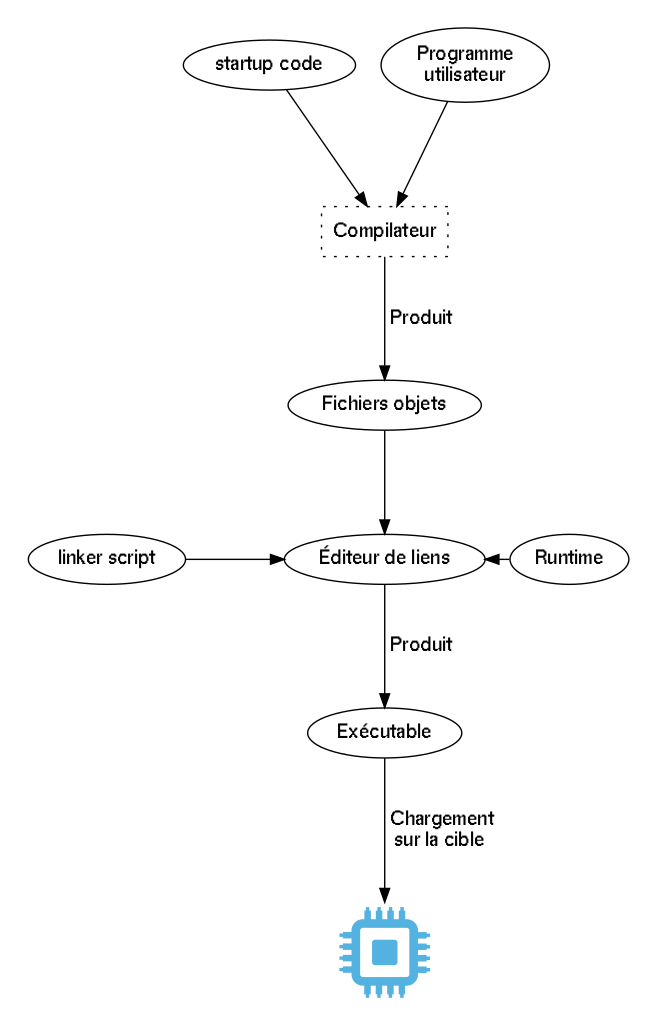 startup code
Programme
utilisateur
Compilateur
Produit
Fichiers objets
linker script
Éditeur de liens
Runtime
Produit
Exécutable
Chargement
sur la cible